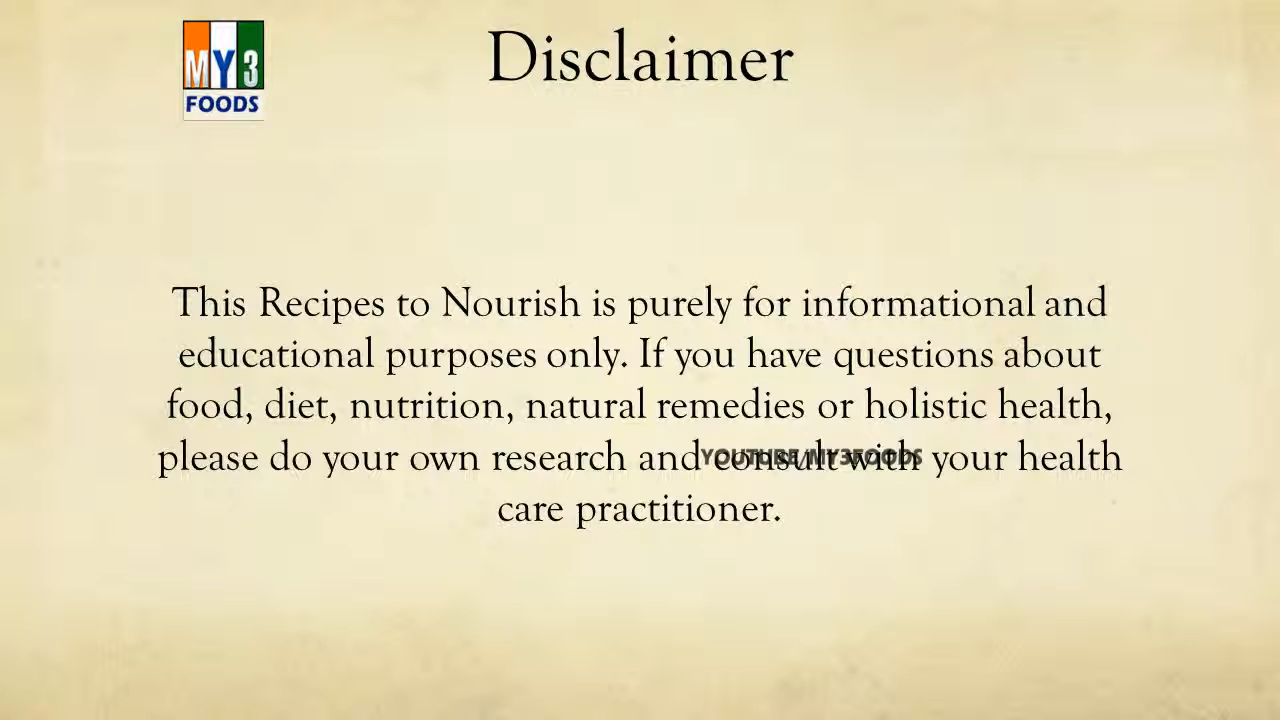 MY3
FOODS
Disclaimer
This Recipes to Nourish is purely for informational and
educational purposes only. If you have questions about
food, diet, nutrition, natural remedies or holistic health,
please do your own research and consult with your health
YOUTUBE/MY3FOODS
care practitioner.